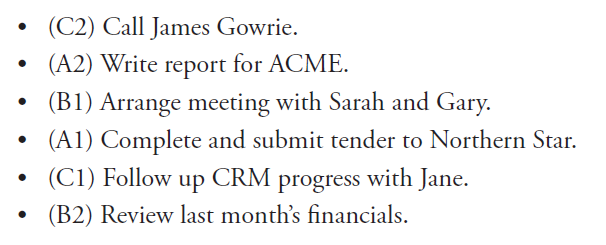 • (C2) Call James Gowrie.
• (A2) Write report for ACME.
• (B1) Arrange meeting with Sarah and Gary.
• (A1) Complete and submit tender to Northern Star.
• (C1) Follow up CRM progress with Jane.
• (B2) Review last month’s financials.